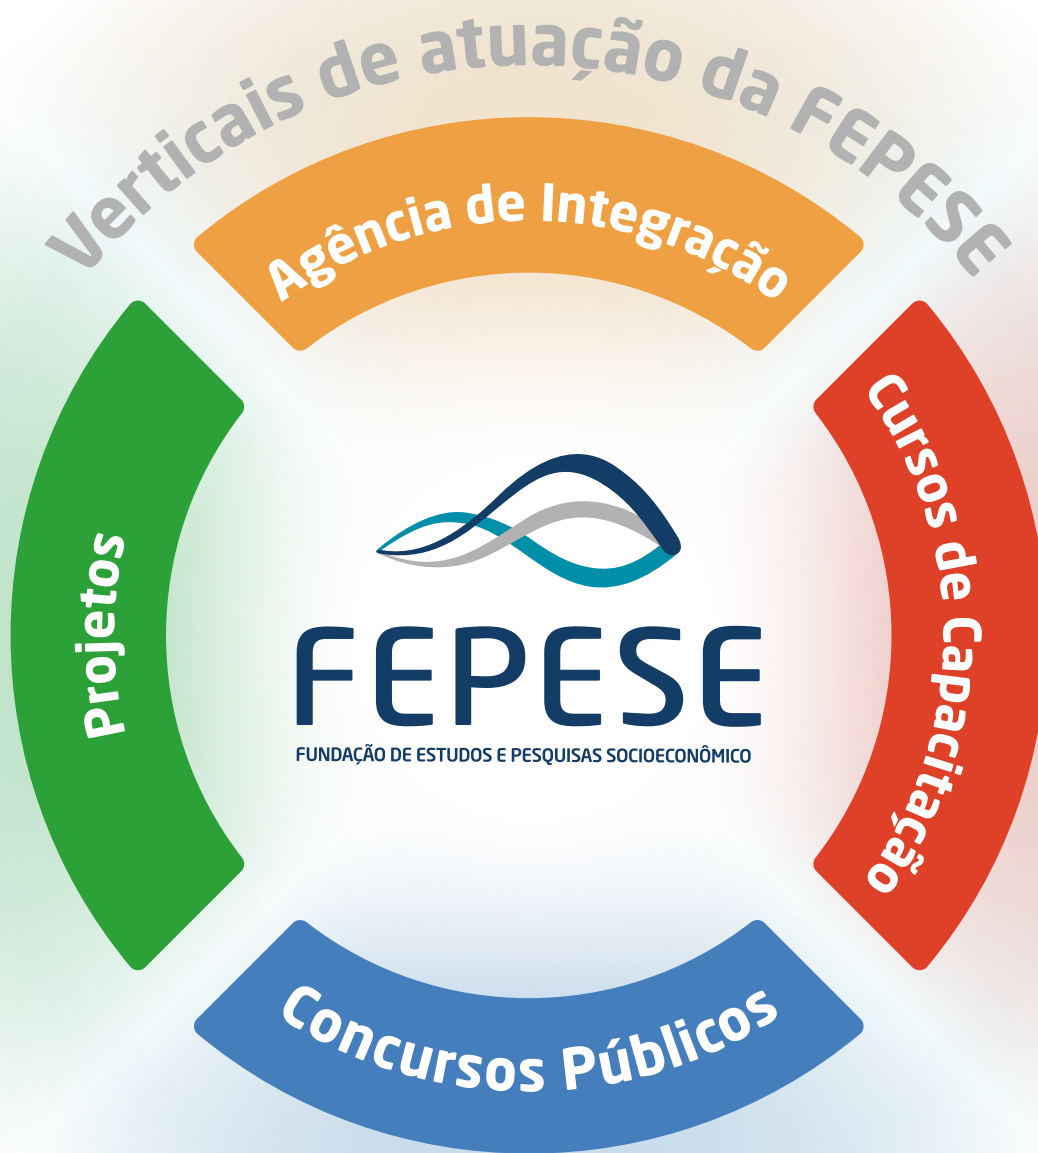 Verticais de atuação da FEPESE
Agência de Integração
Projetos
Cursos de Capacitação
FEPESE
FUNDAÇÃO DE ESTUDOS E PESQUISAS SOCIOECONÔMICO
Concursos Públicos